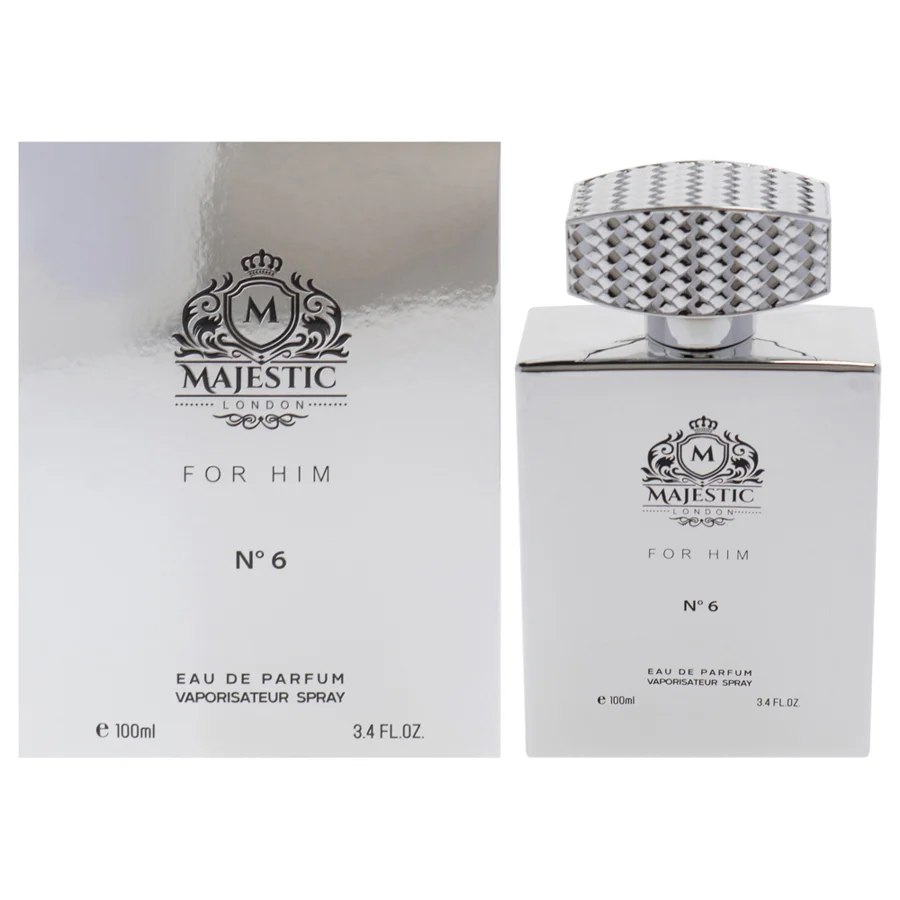 M
MAJESTIC
LONDON
FOR HIM
N° 6
EAU DE PARFUM
VAPORISATEUR SPRAY
℮ 100ml 3.4 FL.OZ.
M
MAJESTIC
LONDON
FOR HIM
N° 6
EAU DE PARFUM
VAPORISATEUR SPRAY
℮ 100ml 3.4 FL.OZ.